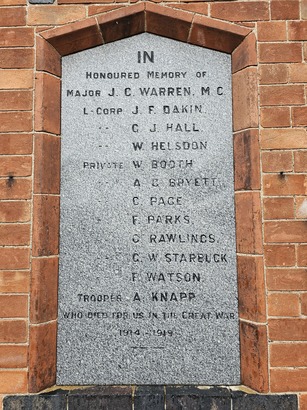 IN
HONOURED MEMORY OF
MAJOR J. C. WARREN, M C
L-CORP J. F. DAKIN.
" C. J. HALL
" W. HELSDON
PRIVATE W. BOOTH
" A. C. BRYETT
" C. PAGE
" F. PARKS.
" C. RAWLINGS.
" G. W. STARBUCK
" F. WATSON.
TROOPER A. KNAPP
WHO DIED FOR US IN THE GREAT WAR
1914-1919